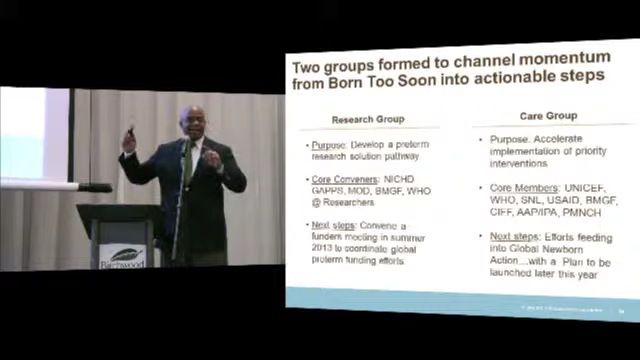 Two groups formed to channel momentum
from Born Too Soon into actionable steps
Research Group
• Purpose: Develop a preterm
research solution pathway
• Core Conveners: NICHD
GAPPS, MOD, BMGF, WHO
@ Researchers
• Next steps: Convene a
funders meeting in summer
2013 to coordinate global
preterm funding efforts
Care Group
• Purpose: Accelerate
implementation of priority
interventions
• Core Members: UNICEF,
WHO, SNL, USAID, BMGF,
CIFF, AAP/IPA, PMNCH
• Next steps: Efforts feeding
into Global Newborn
Action...with a Plan to be
launched later this year
Birchwood